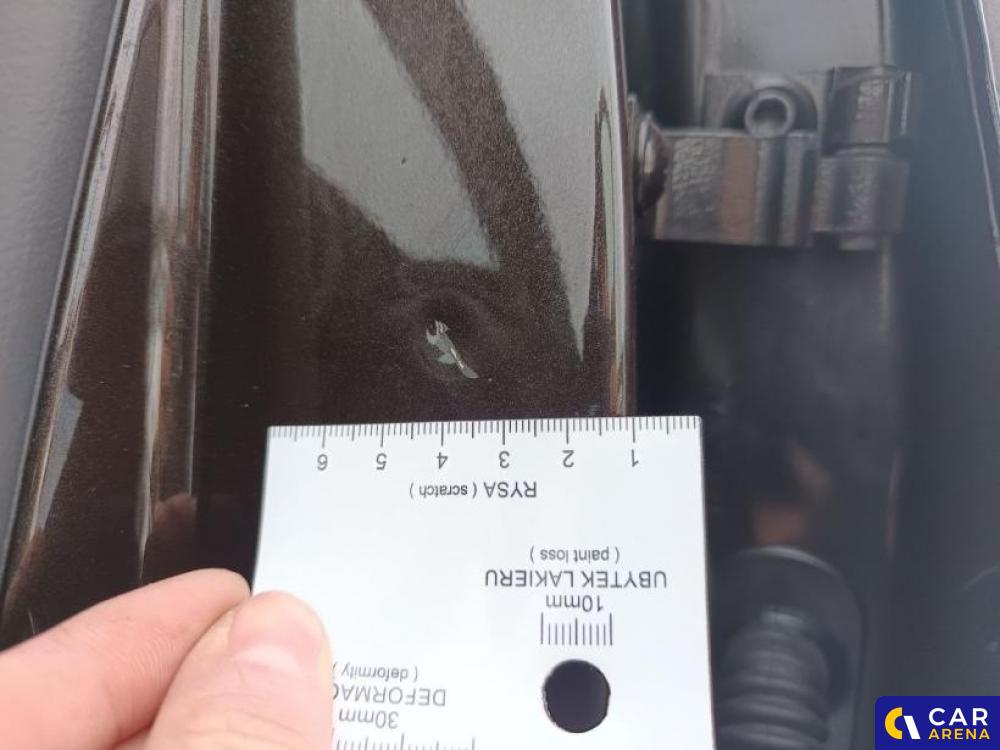 1 2 3 4 5 6
RYSA ( scratch )
( paint loss )
UBYTEK LAKIERU
10mm
( deformity )
DEFORMAC
30mm
CAR
ARENA